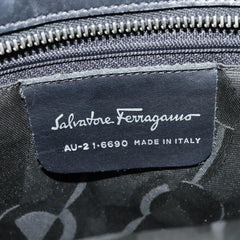 Salvatore Ferragamo
AU-21·6690 MADE IN ITALY